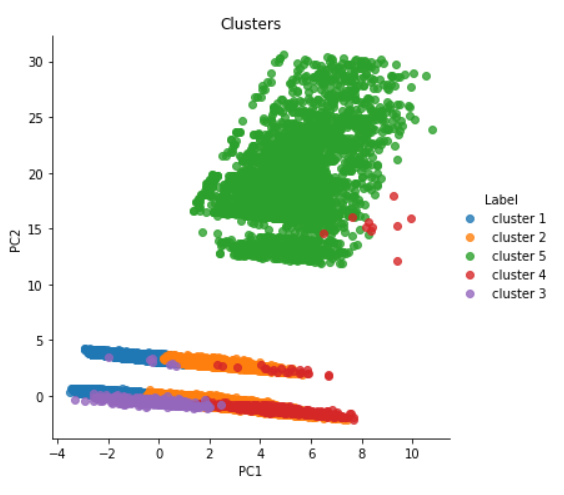 Clusters
30
25
20
15
10
5
0
PC2
−4
−2
0
2
4
6
8
10
PC1
Label
cluster 1
cluster 2
cluster 5
cluster 4
cluster 3